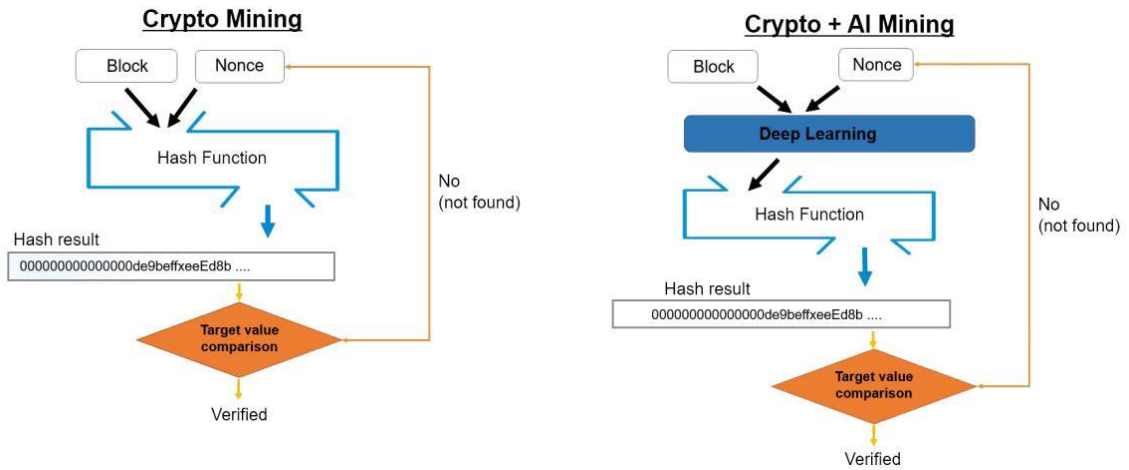 Crypto Mining
Block
Nonce
Hash Function
No
(not found)
Hash result
000000000000000de9beffxeeEd8b ....
Target value
comparison
Verified
Crypto + AI Mining
Block
Nonce
Deep Learning
Hash Function
No
(not found)
Hash result
000000000000000de9beffxeeEd8b ....
Target value
comparison
Verified